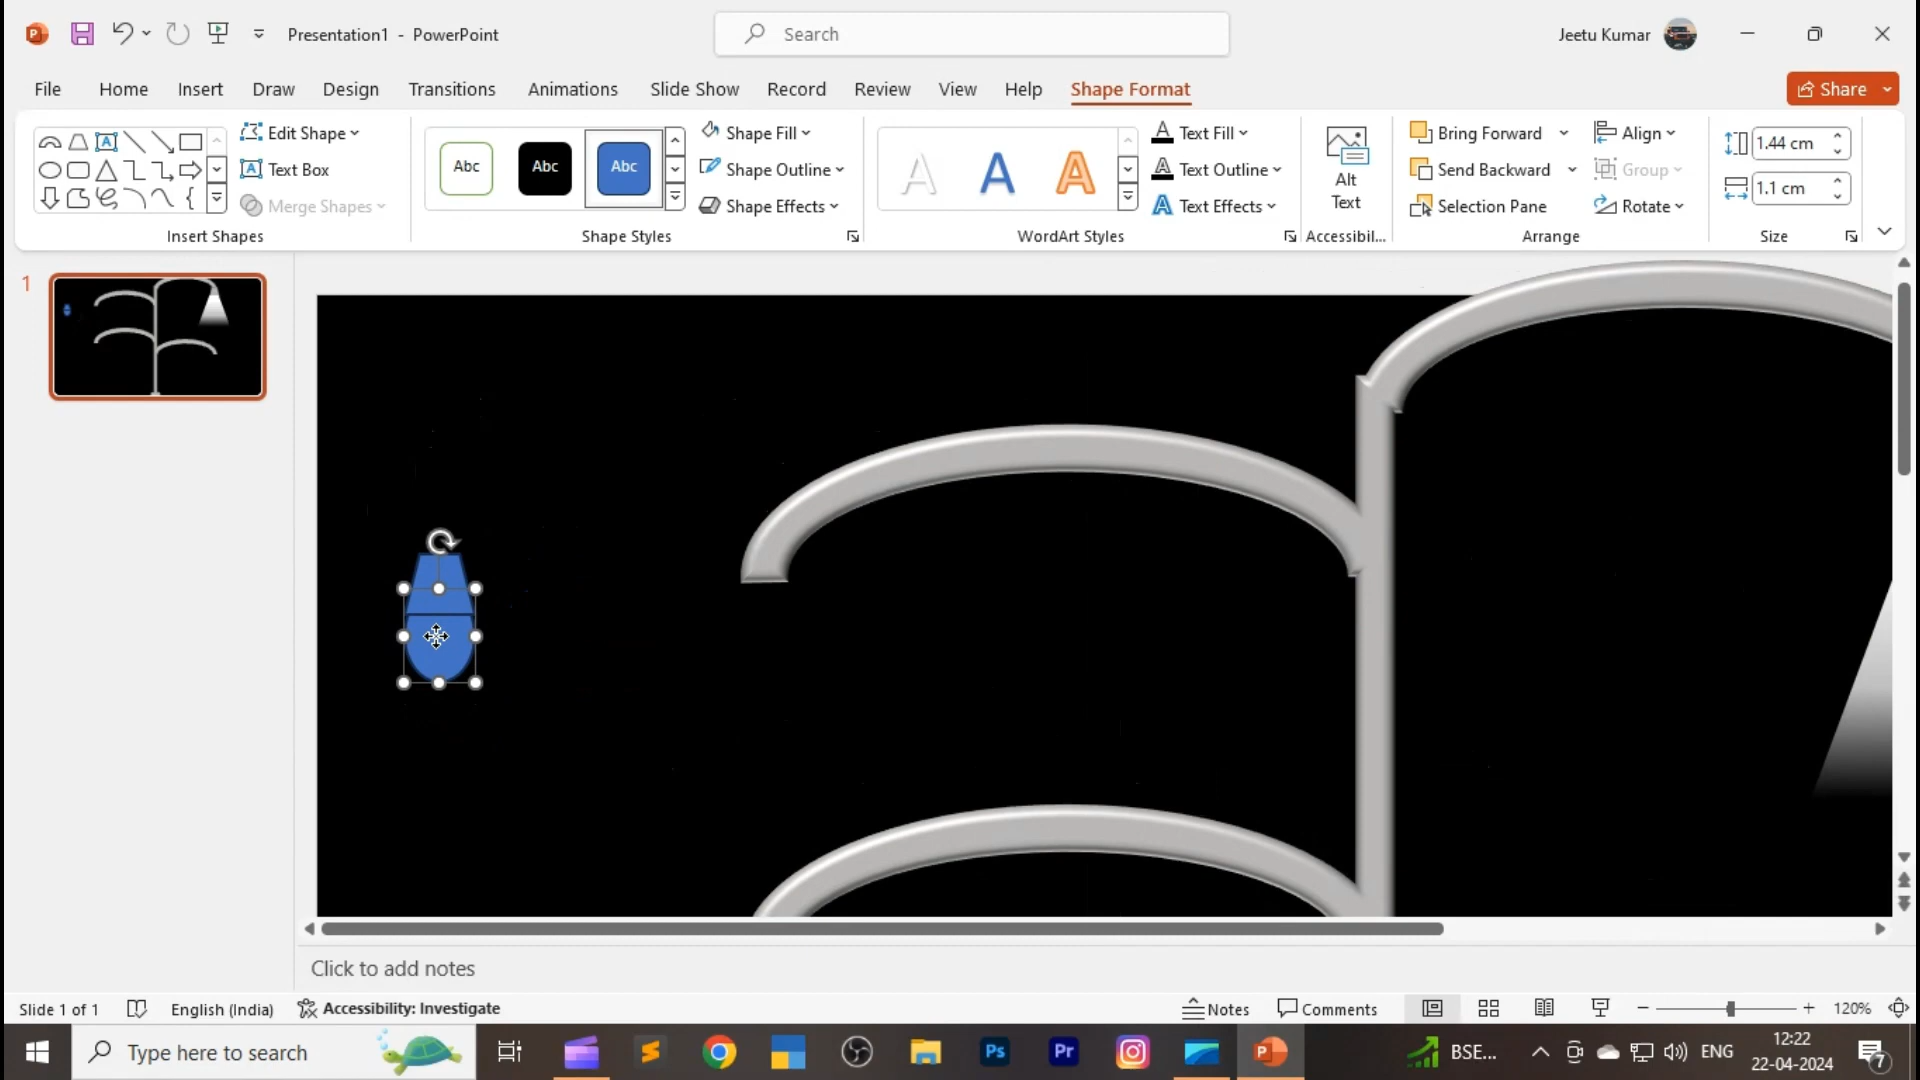 Presentation1 - PowerPoint
Search
Jeetu Kumar
File Home Insert Draw Design Transitions Animations Slide Show Record Review View Help Shape Format
Share
Edit Shape
Text Box
Merge Shapes
Insert Shapes
Abc Abc Abc
Shape Fill
Shape Outline
Shape Effects
Shape Styles
A A A
Text Fill
Text Outline
Text Effects
WordArt Styles
Alt
Text
Accessibil...
Bring Forward
Send Backward
Selection Pane
Align
Group
Rotate
Arrange
1.44 cm
1.1 cm
Size
1
Click to add notes
Slide 1 of 1
English (India)
Accessibility: Investigate
Notes
Comments
120%
Type here to search
Ps
Pr
BSE...
ENG
12:22
22-04-2024
7